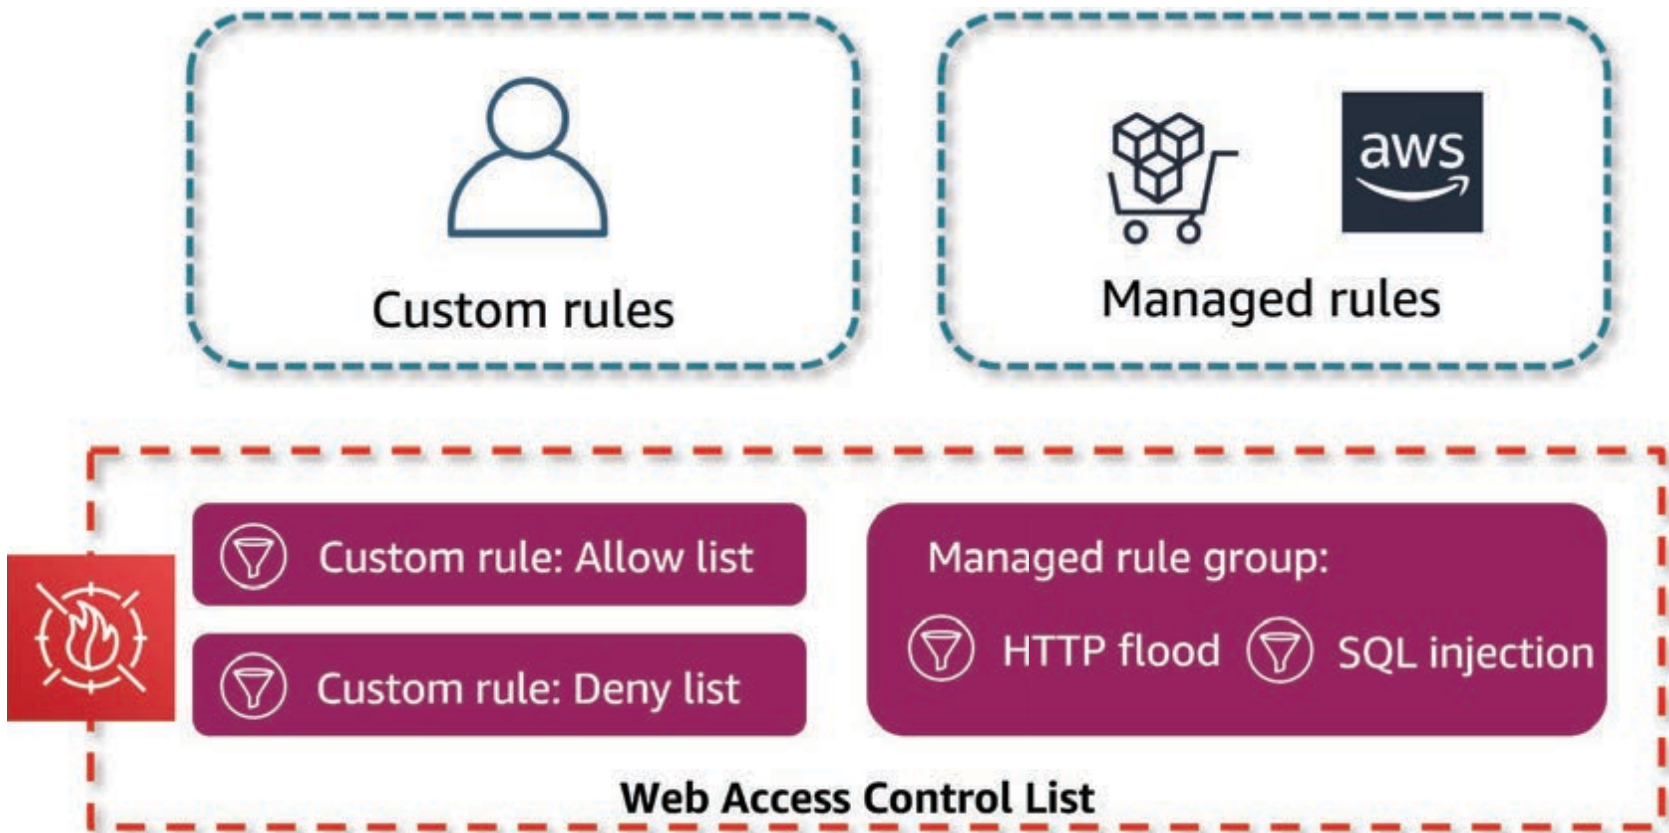 Custom rules
aws
Managed rules
Custom rule: Allow list
Custom rule: Deny list
Managed rule group:
HTTP flood
SQL injection
Web Access Control List